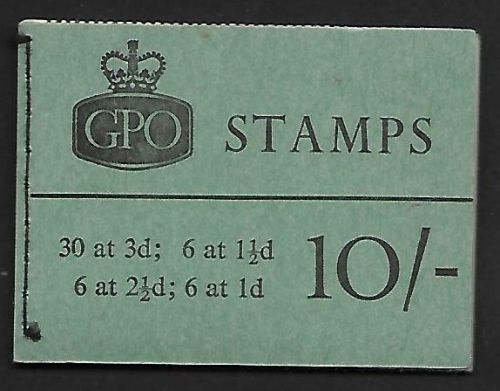 GPO
STAMPS
30 at 3d; 6 at 1½d
6 at 2½d; 6 at 1d
10/-